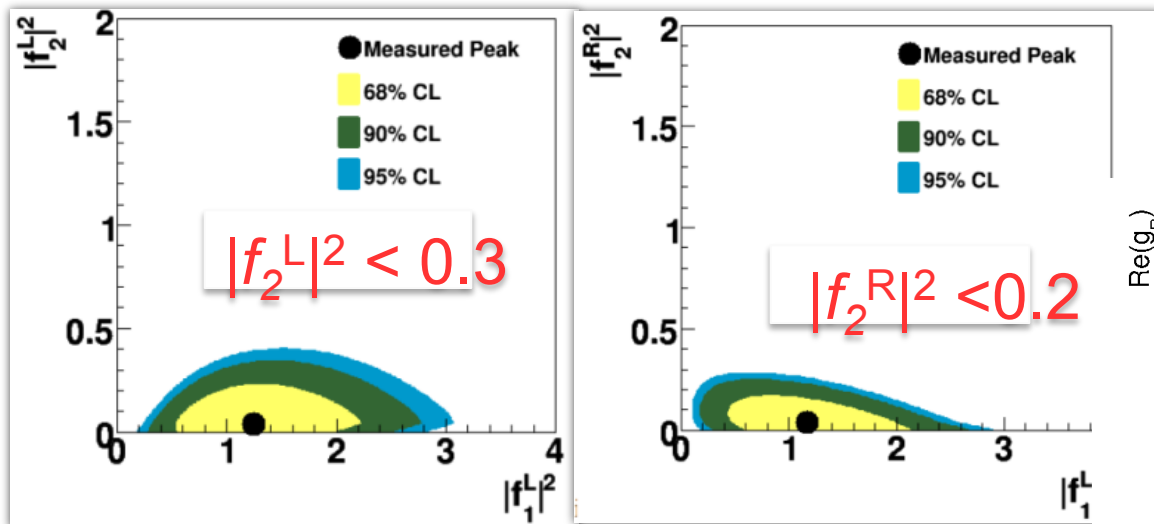 |f₂ᴸ|²
2
1.5
1
0.5
0
0 1 2 3 4
|f₁ᴸ|²
Measured Peak
68% CL
90% CL
95% CL
|f₂ᴸ|² < 0.3
|f₂ᴿ|²
2
1.5
1
0.5
0
0 1 2 3
|f₁ᴸ
Measured Peak
68% CL
90% CL
95% CL
|f₂ᴿ|² <0.2